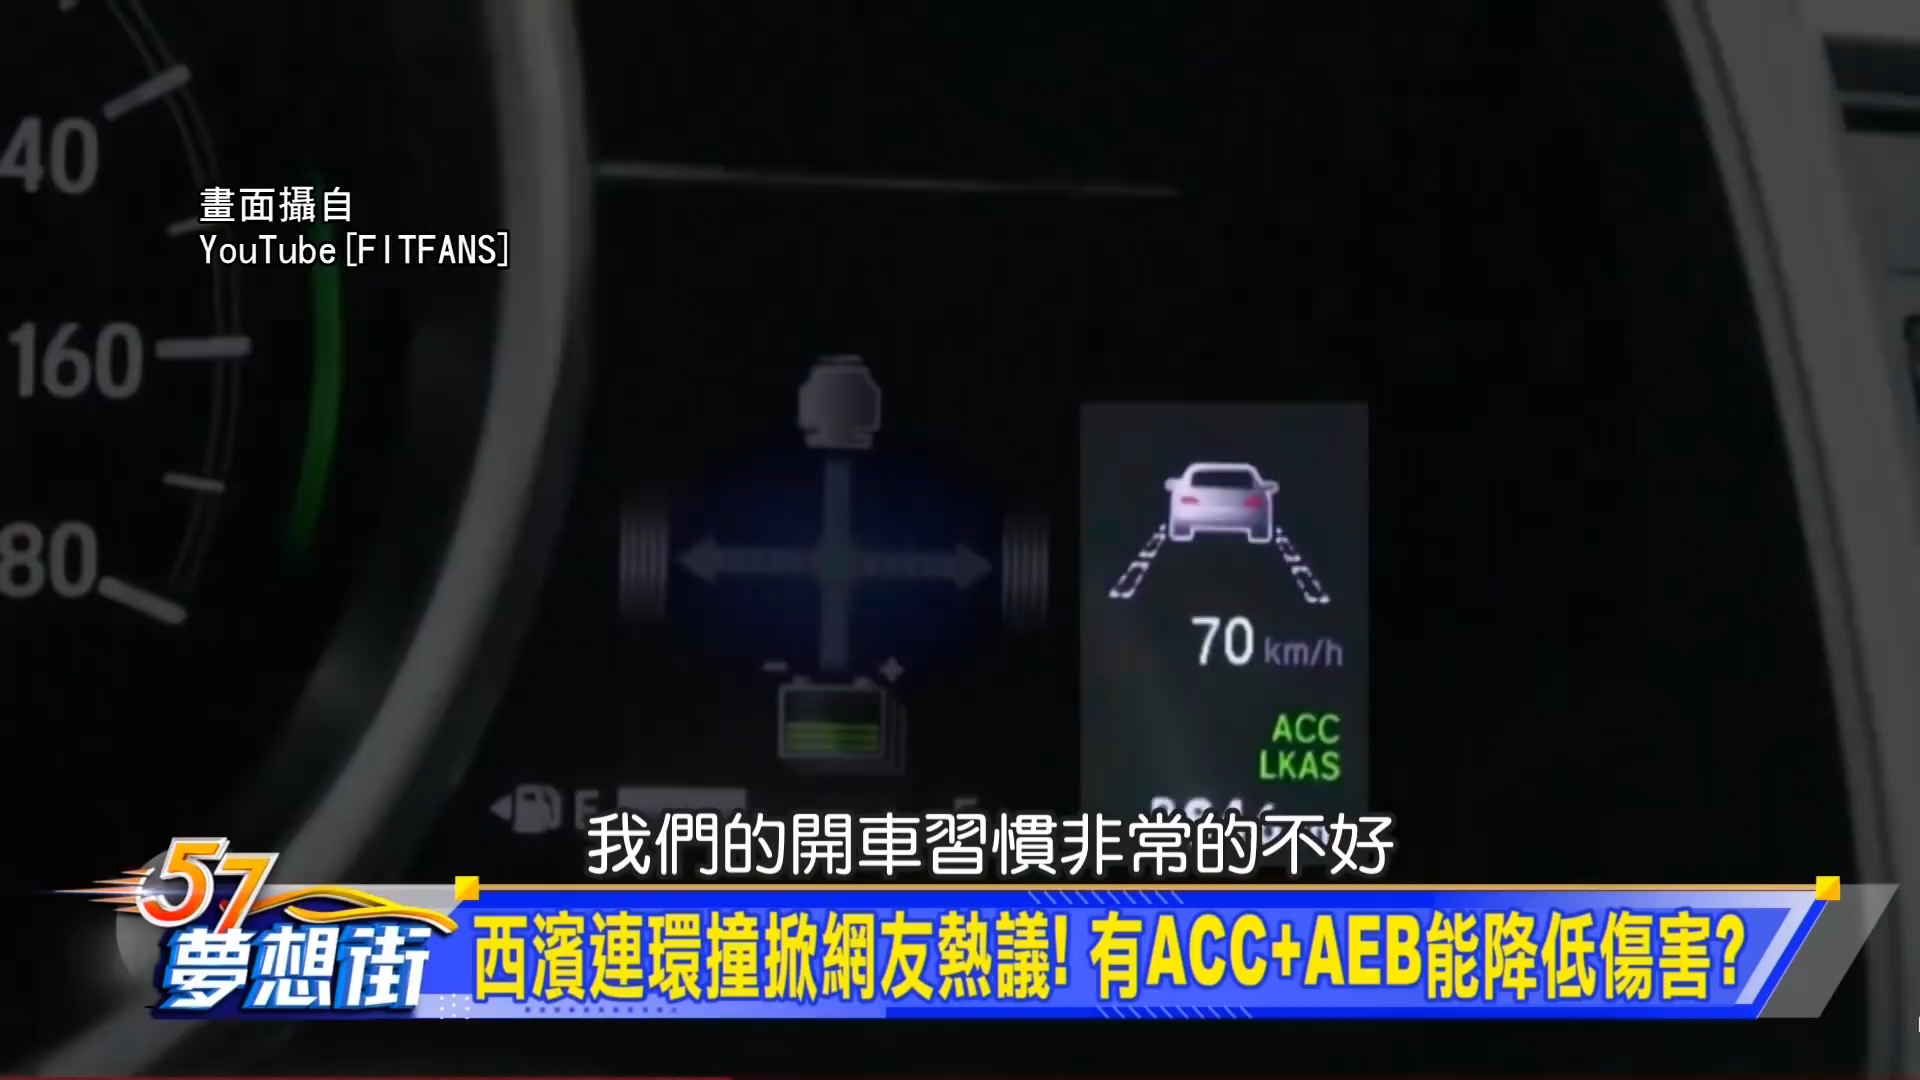 40
畫面攝自
YouTube[FITFANS]
160
80
70 km/h
ACC
LKAS
E
我們的開車習慣非常的不好
57
夢想街
西濱連環撞掀網友熱議! 有ACC+AEB能降低傷害?